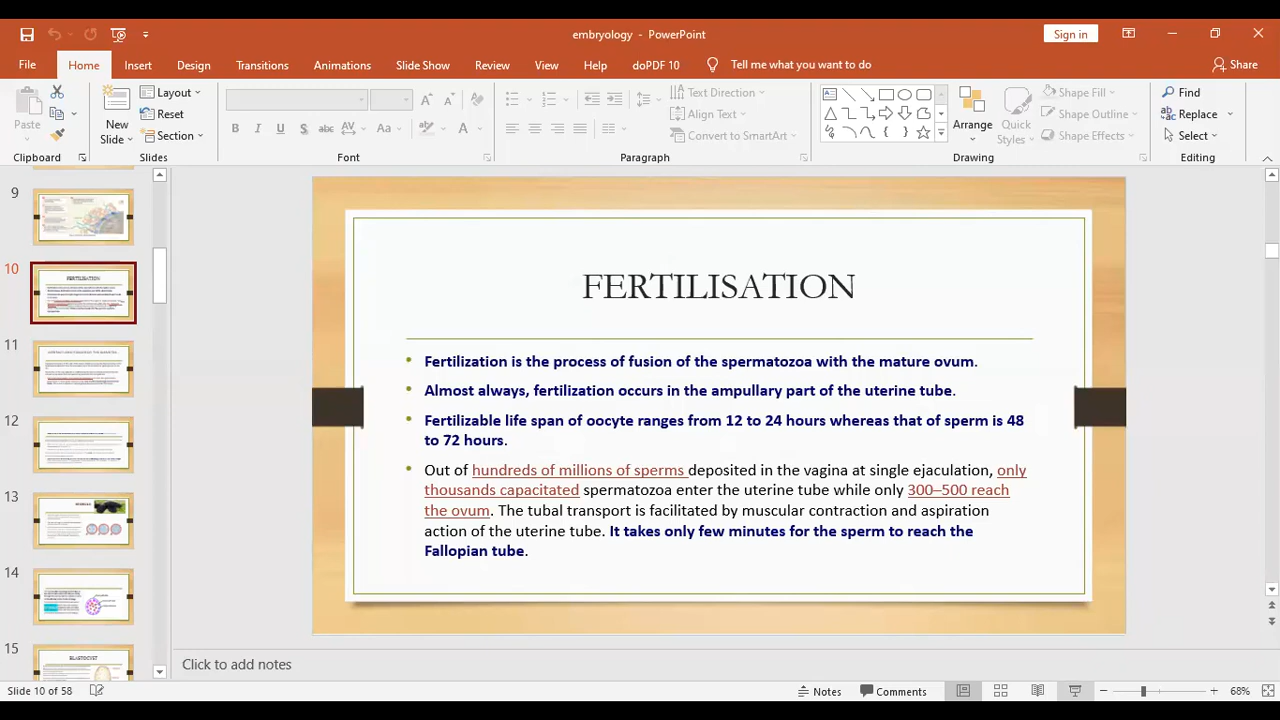 embryology - PowerPoint
Sign in
File Home Insert Design Transitions Animations Slide Show Review View Help doPDF 10 Tell me what you want to do Share
Paste
New Slide
Layout
Reset
Section
Text Direction
Align Text
Convert to SmartArt
Arrange
Quick Styles
Shape Fill
Shape Outline
Shape Effects
Find
Replace
Select
Clipboard Slides Font Paragraph Drawing Editing
9
10
11
12
13
14
15
FERTILISATION
• Fertilization is the process of fusion of the spermatozoa with the mature ovum.
• Almost always, fertilization occurs in the ampullary part of the uterine tube.
• Fertilizable life span of oocyte ranges from 12 to 24 hours whereas that of sperm is 48
to 72 hours.
• Out of hundreds of millions of sperms deposited in the vagina at single ejaculation, only
thousands capacitated spermatozoa enter the uterine tube while only 300–500 reach
the ovum. The tubal transport is facilitated by muscular contraction and aspiration
action of the uterine tube. It takes only few minutes for the sperm to reach the
Fallopian tube.
Click to add notes
Slide 10 of 58 Notes Comments 68%